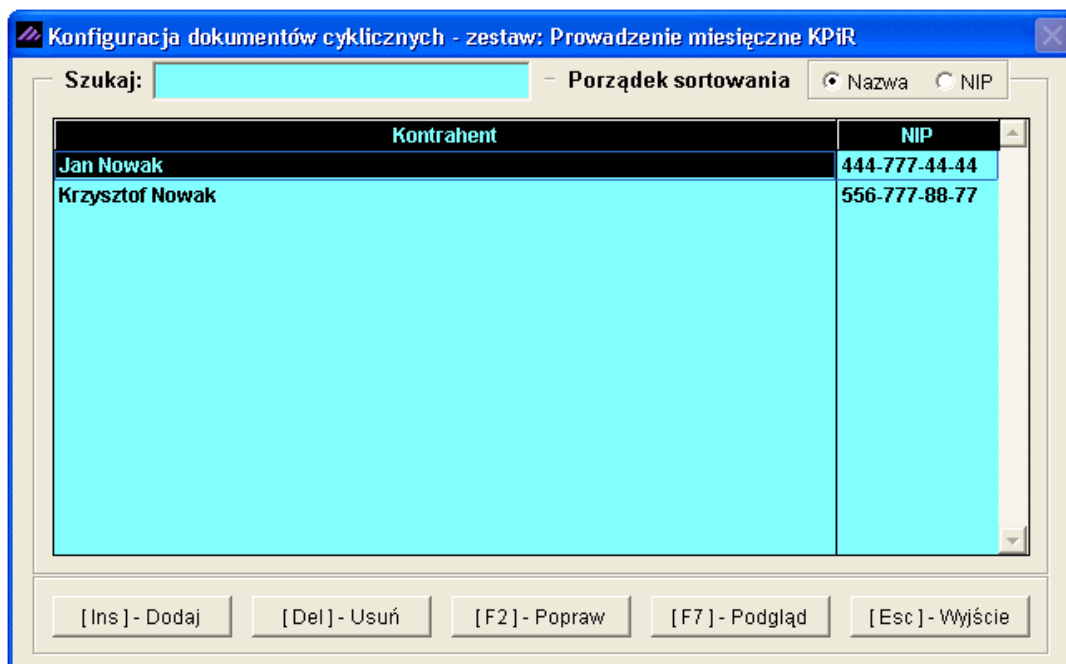 Konfiguracja dokumentów cyklicznych - zestaw: Prowadzenie miesięczne KPiR
Szukaj: Porządek sortowania Nazwa NIP
Kontrahent NIP
Jan Nowak 444-777-44-44
Krzysztof Nowak 556-777-88-77
[ Ins ] - Dodaj [ Del ] - Usuń [ F2 ] - Popraw [ F7 ] - Podgląd [ Esc ] - Wyjście